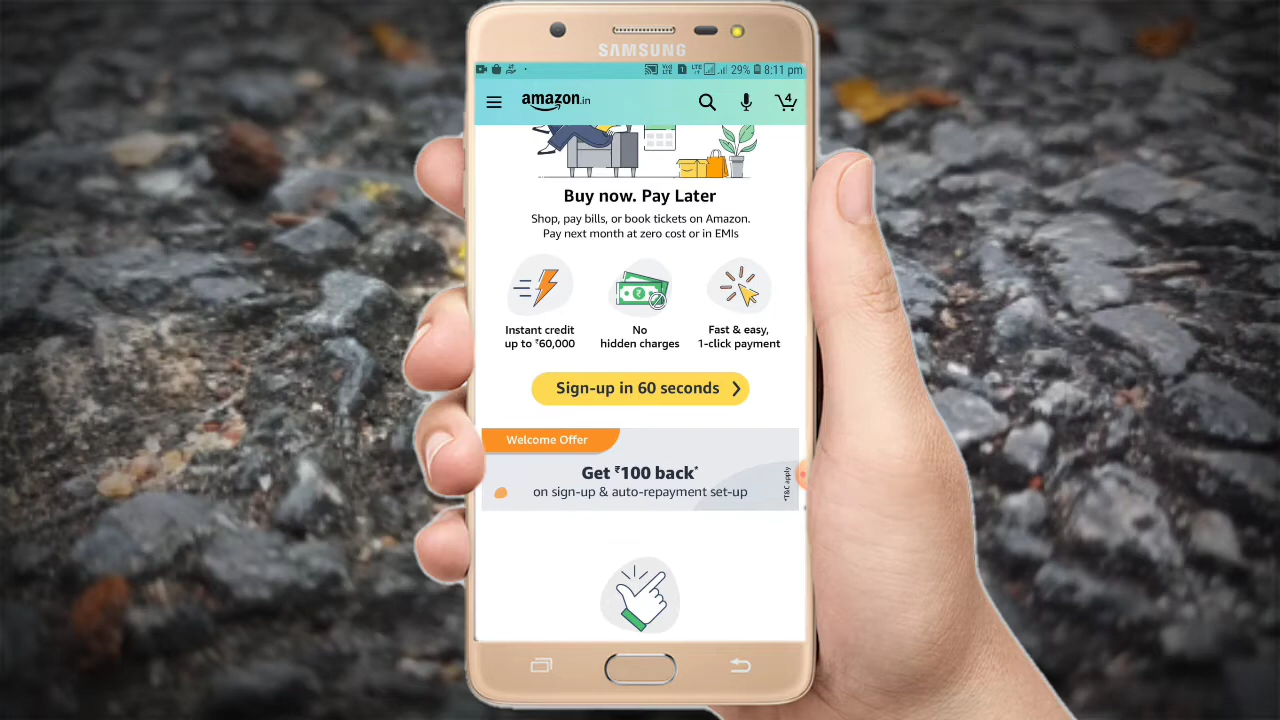 SAMSUNG
29% 8:11 pm
amazon.in
4
Buy now. Pay Later
Shop, pay bills, or book tickets on Amazon.
Pay next month at zero cost or in EMIs
Instant credit
up to ₹60,000
No
hidden charges
Fast & easy,
1-click payment
Sign-up in 60 seconds
Welcome Offer
Get ₹100 back*
on sign-up & auto-repayment set-up
*T&C apply